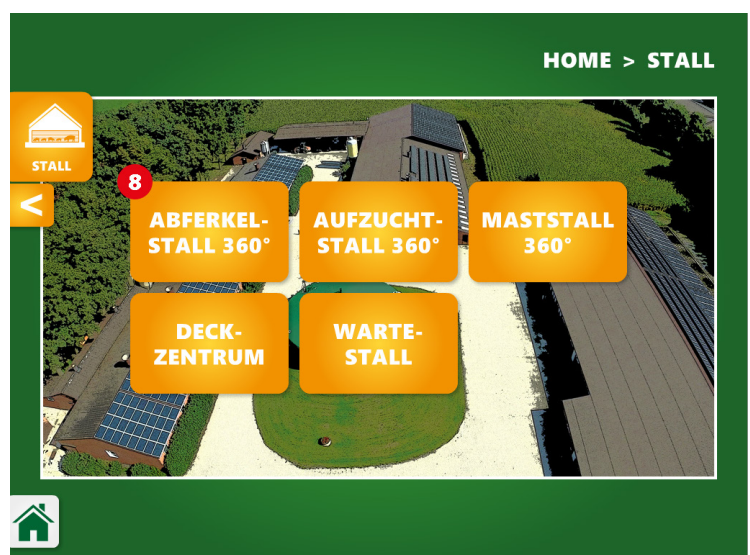 HOME > STALL
STALL
<
8
ABFERKEL-
STALL 360°
AUFZUCHT-
STALL 360°
MASTSTALL
360°
DECK-
ZENTRUM
WARTE-
STALL